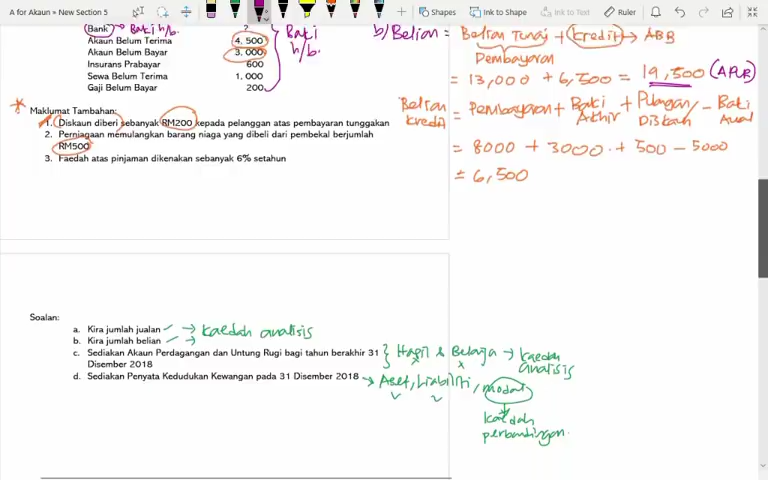 A for Akaun » New Section 5
Shapes
Ink to Shape
Ink to Text
Ruler
(Bank) → Baki h/b.
Akaun Belum Terima 4, 500
Akaun Belum Bayar 3, 000
Insurans Prabayar 600
Sewa Belum Terima 1, 000
Gaji Belum Bayar 200
Baki
h/b.
* Maklumat Tambahan:
1. Diskaun diberi sebanyak RM200 kepada pelanggan atas pembayaran tunggakan
2. Perniagaan memulangkan barang niaga yang dibeli dari pembekal berjumlah
RM500
3. Faedah atas pinjaman dikenakan sebanyak 6% setahun
b) Belian = Belian Tunai + Kredit → ABB
Pembayaran
= 13,000 + 6,500 = 19,500 (APUR)
Belian Kredit = Pembayaran + Baki Akhir + Pulangan/ Diskaun - Baki Awal
= 8000 + 3000 + 500 - 5000
= 6,500
Soalan:
a. Kira jumlah jualan → kaedah analisis
b. Kira jumlah belian →
c. Sediakan Akaun Perdagangan dan Untung Rugi bagi tahun berakhir 31
Disember 2018
} Hasil & Belanja → kaedah
analisis
d. Sediakan Penyata Kedudukan Kewangan pada 31 Disember 2018 → Aset, Liabiliti, modal
kaedah
perbandingan.